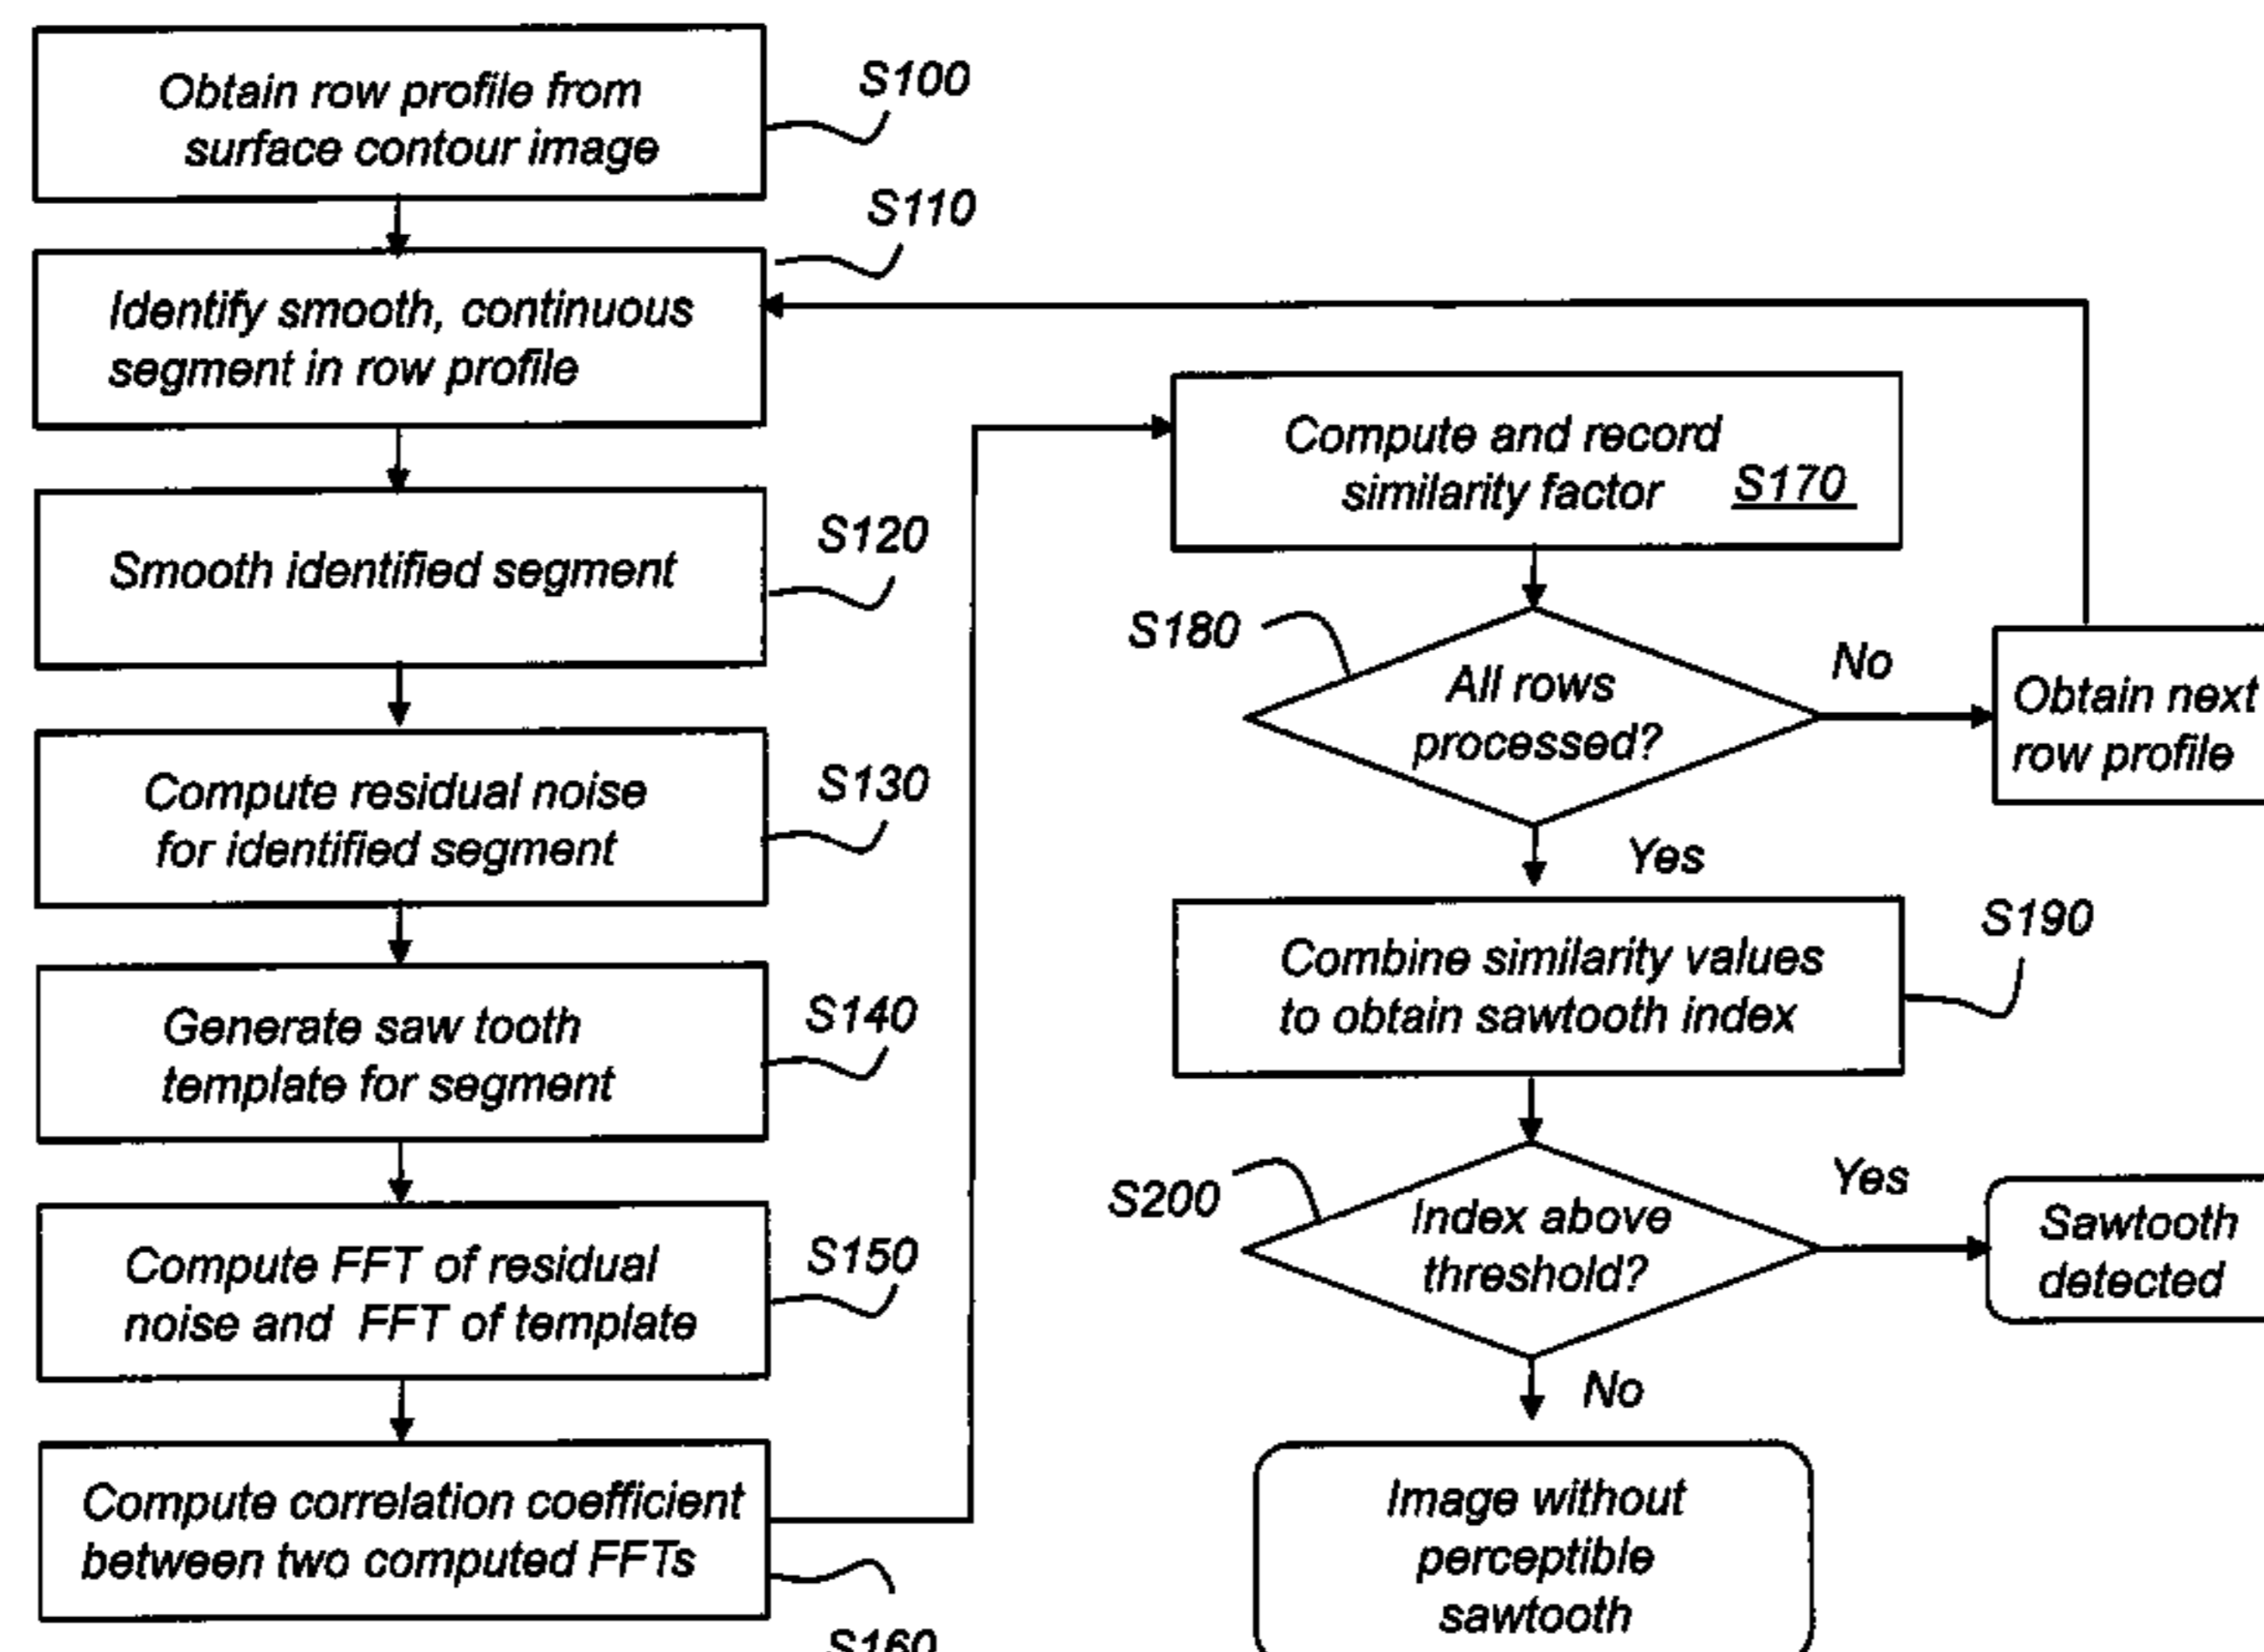 Obtain row profile from
surface contour image
S100
S110
Identify smooth, continuous
segment in row profile
Smooth identified segment
S120
Compute residual noise
for identified segment
S130
Generate saw tooth
template for segment
S140
Compute FFT of residual
noise and FFT of template
S150
Compute correlation coefficient
between two computed FFTs
S160
Compute and record
similarity factor S170
S180
All rows
processed?
No
Obtain next
row profile
Yes
Combine similarity values
to obtain sawtooth index
S190
S200
Index above
threshold?
Yes
Sawtooth
detected
No
Image without
perceptible
sawtooth